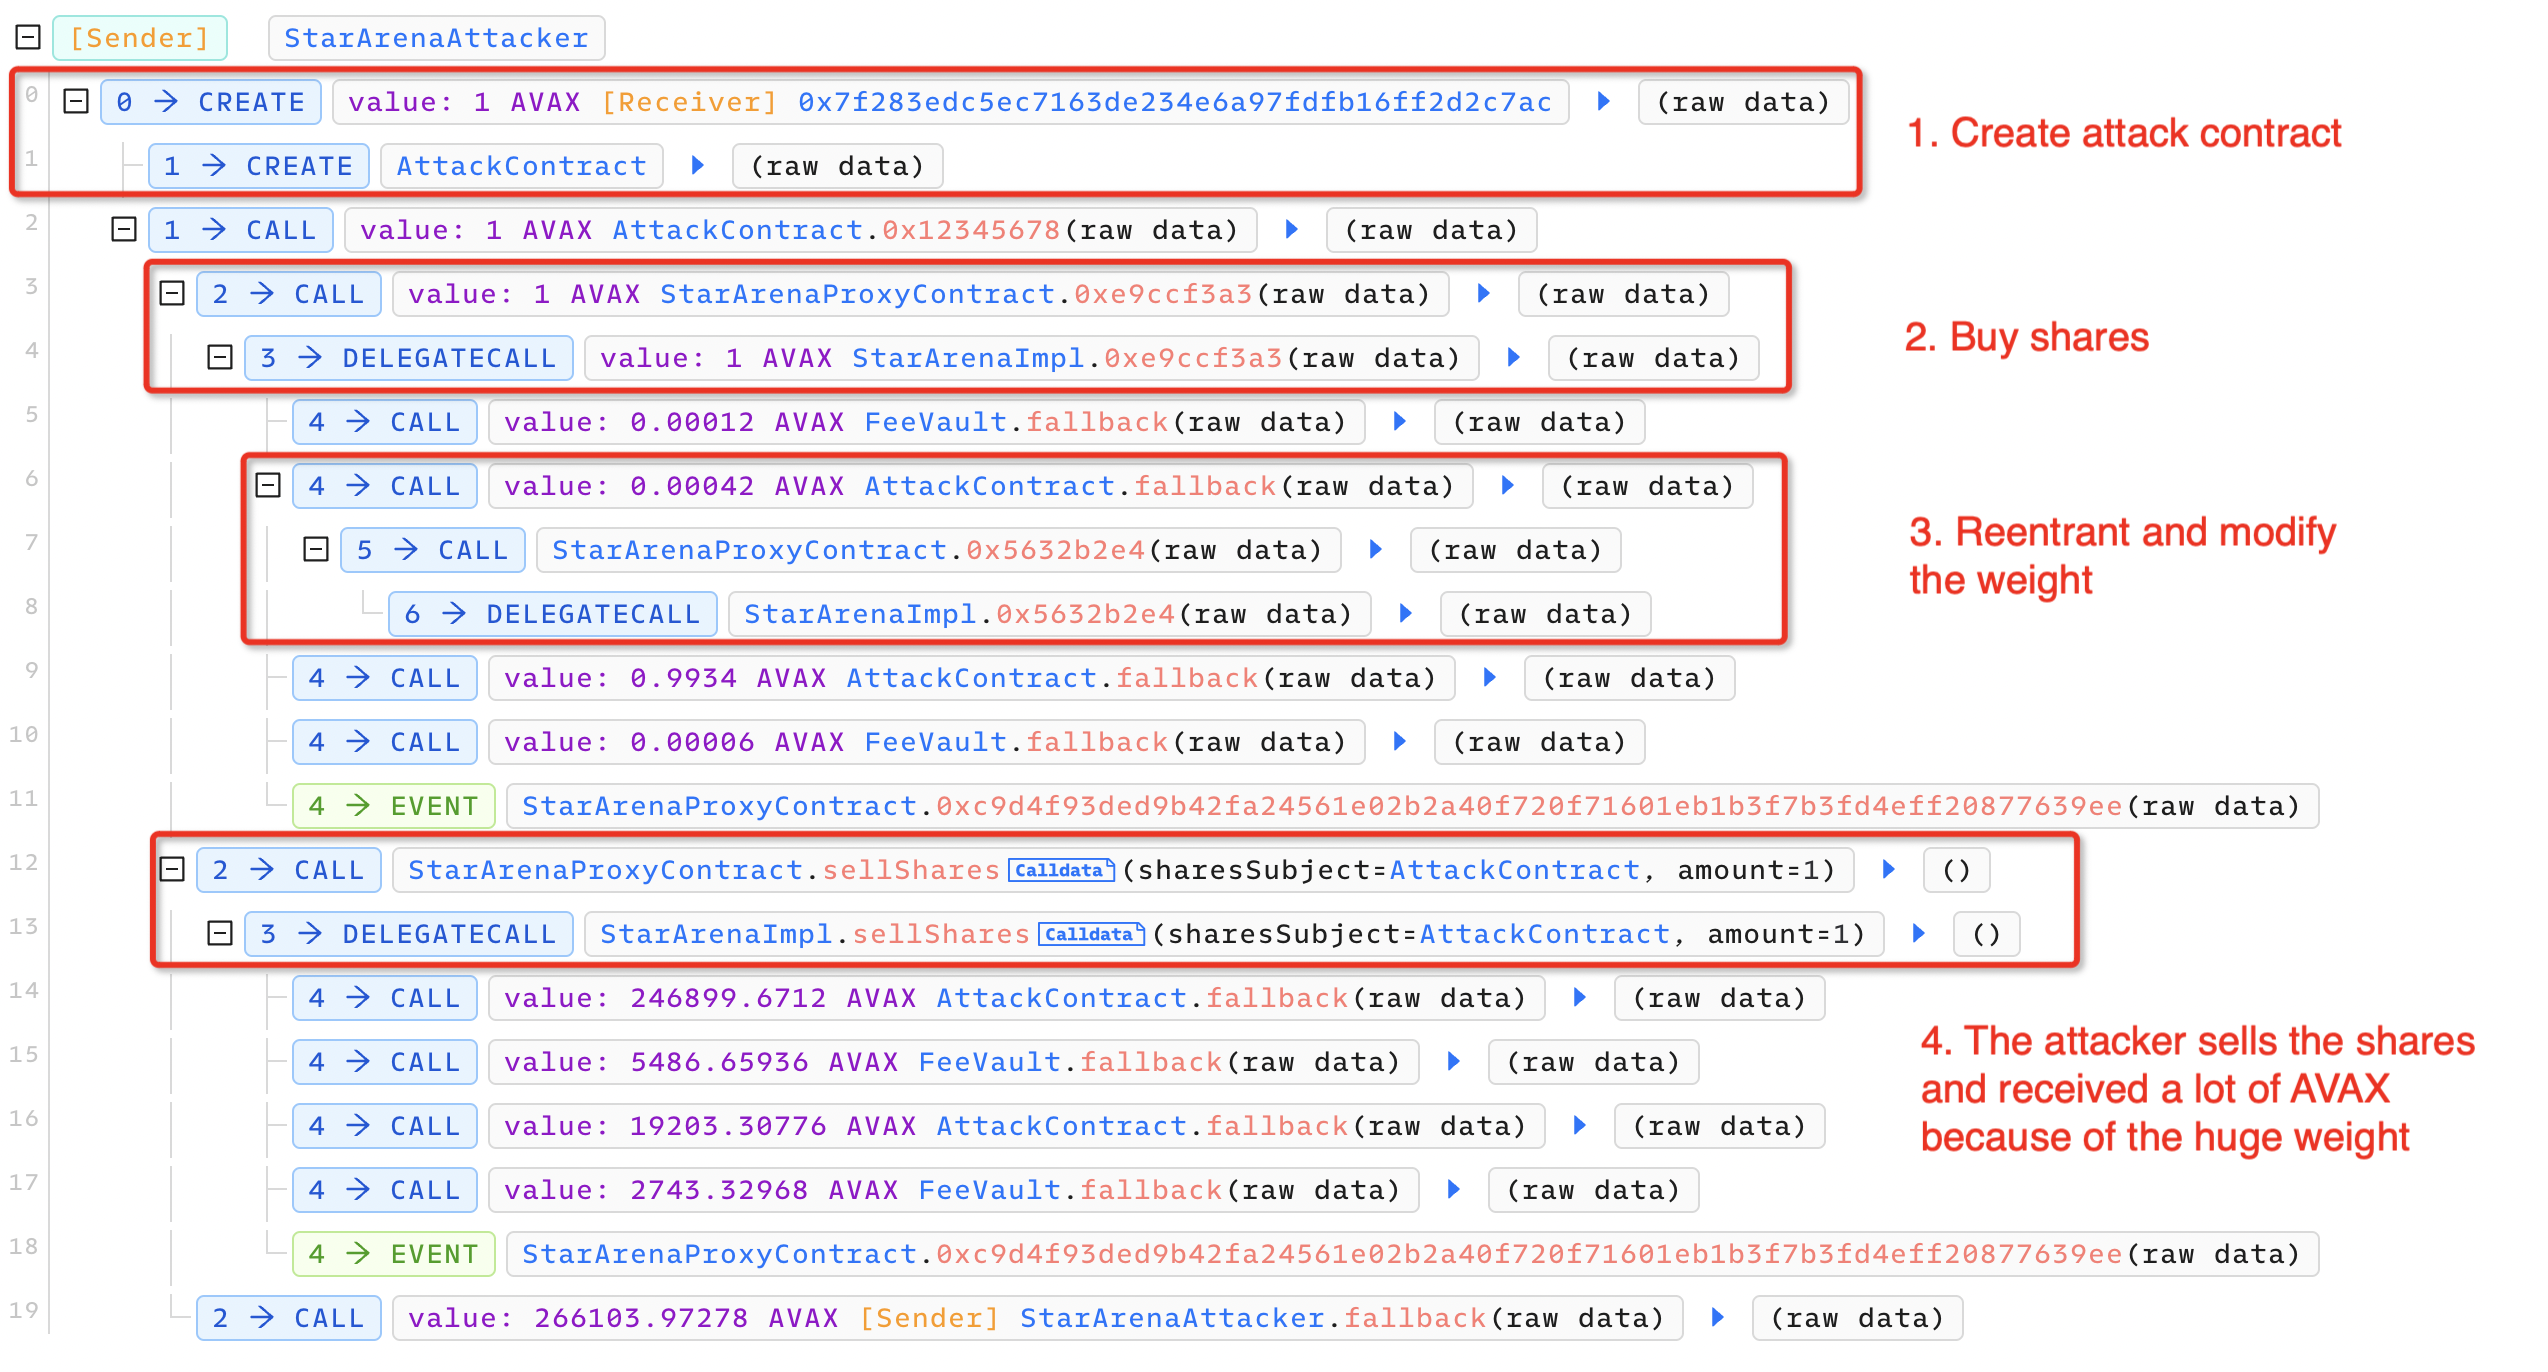 [Sender] StarArenaAttacker
0 0 → CREATE value: 1 AVAX [Receiver] 0x7f283edc5ec7163de234e6a97fdfb16ff2d2c7ac (raw data)
1. Create attack contract
1 1 → CREATE AttackContract (raw data)
2 1 → CALL value: 1 AVAX AttackContract.0x12345678(raw data) (raw data)
3 2 → CALL value: 1 AVAX StarArenaProxyContract.0xe9ccf3a3(raw data) (raw data)
2. Buy shares
4 3 → DELEGATECALL value: 1 AVAX StarArenaImpl.0xe9ccf3a3(raw data) (raw data)
5 4 → CALL value: 0.00012 AVAX FeeVault.fallback(raw data) (raw data)
6 4 → CALL value: 0.00042 AVAX AttackContract.fallback(raw data) (raw data)
3. Reentrant and modify
the weight
7 5 → CALL StarArenaProxyContract.0x5632b2e4(raw data) (raw data)
8 6 → DELEGATECALL StarArenaImpl.0x5632b2e4(raw data) (raw data)
9 4 → CALL value: 0.9934 AVAX AttackContract.fallback(raw data) (raw data)
10 4 → CALL value: 0.00006 AVAX FeeVault.fallback(raw data) (raw data)
11 4 → EVENT StarArenaProxyContract.0xc9d4f93ded9b42fa24561e02b2a40f720f71601eb1b3f7b3fd4eff20877639ee(raw data)
12 2 → CALL StarArenaProxyContract.sellShares Calldata (sharesSubject=AttackContract, amount=1) ()
13 3 → DELEGATECALL StarArenaImpl.sellShares Calldata (sharesSubject=AttackContract, amount=1) ()
14 4 → CALL value: 246899.6712 AVAX AttackContract.fallback(raw data) (raw data)
15 4 → CALL value: 5486.65936 AVAX FeeVault.fallback(raw data) (raw data)
4. The attacker sells the shares
and received a lot of AVAX
because of the huge weight
16 4 → CALL value: 19203.30776 AVAX AttackContract.fallback(raw data) (raw data)
17 4 → CALL value: 2743.32968 AVAX FeeVault.fallback(raw data) (raw data)
18 4 → EVENT StarArenaProxyContract.0xc9d4f93ded9b42fa24561e02b2a40f720f71601eb1b3f7b3fd4eff20877639ee(raw data)
19 2 → CALL value: 266103.97278 AVAX [Sender] StarArenaAttacker.fallback(raw data) (raw data)